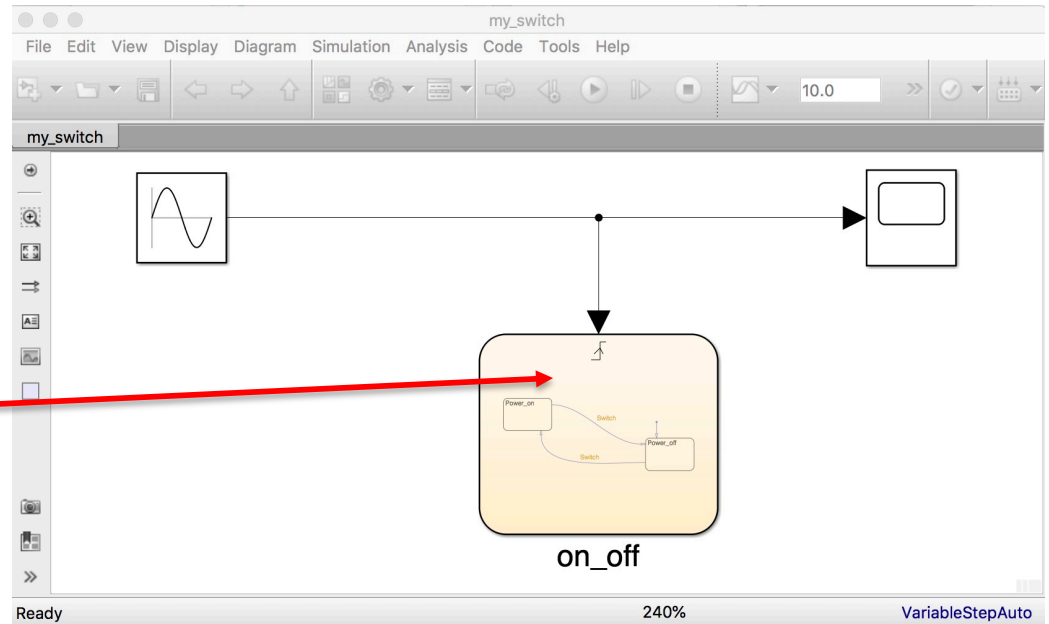 my_switch
File Edit View Display Diagram Simulation Analysis Code Tools Help
10.0
my_switch
Power_on
Switch
Power_off
Switch
on_off
Ready 240% VariableStepAuto